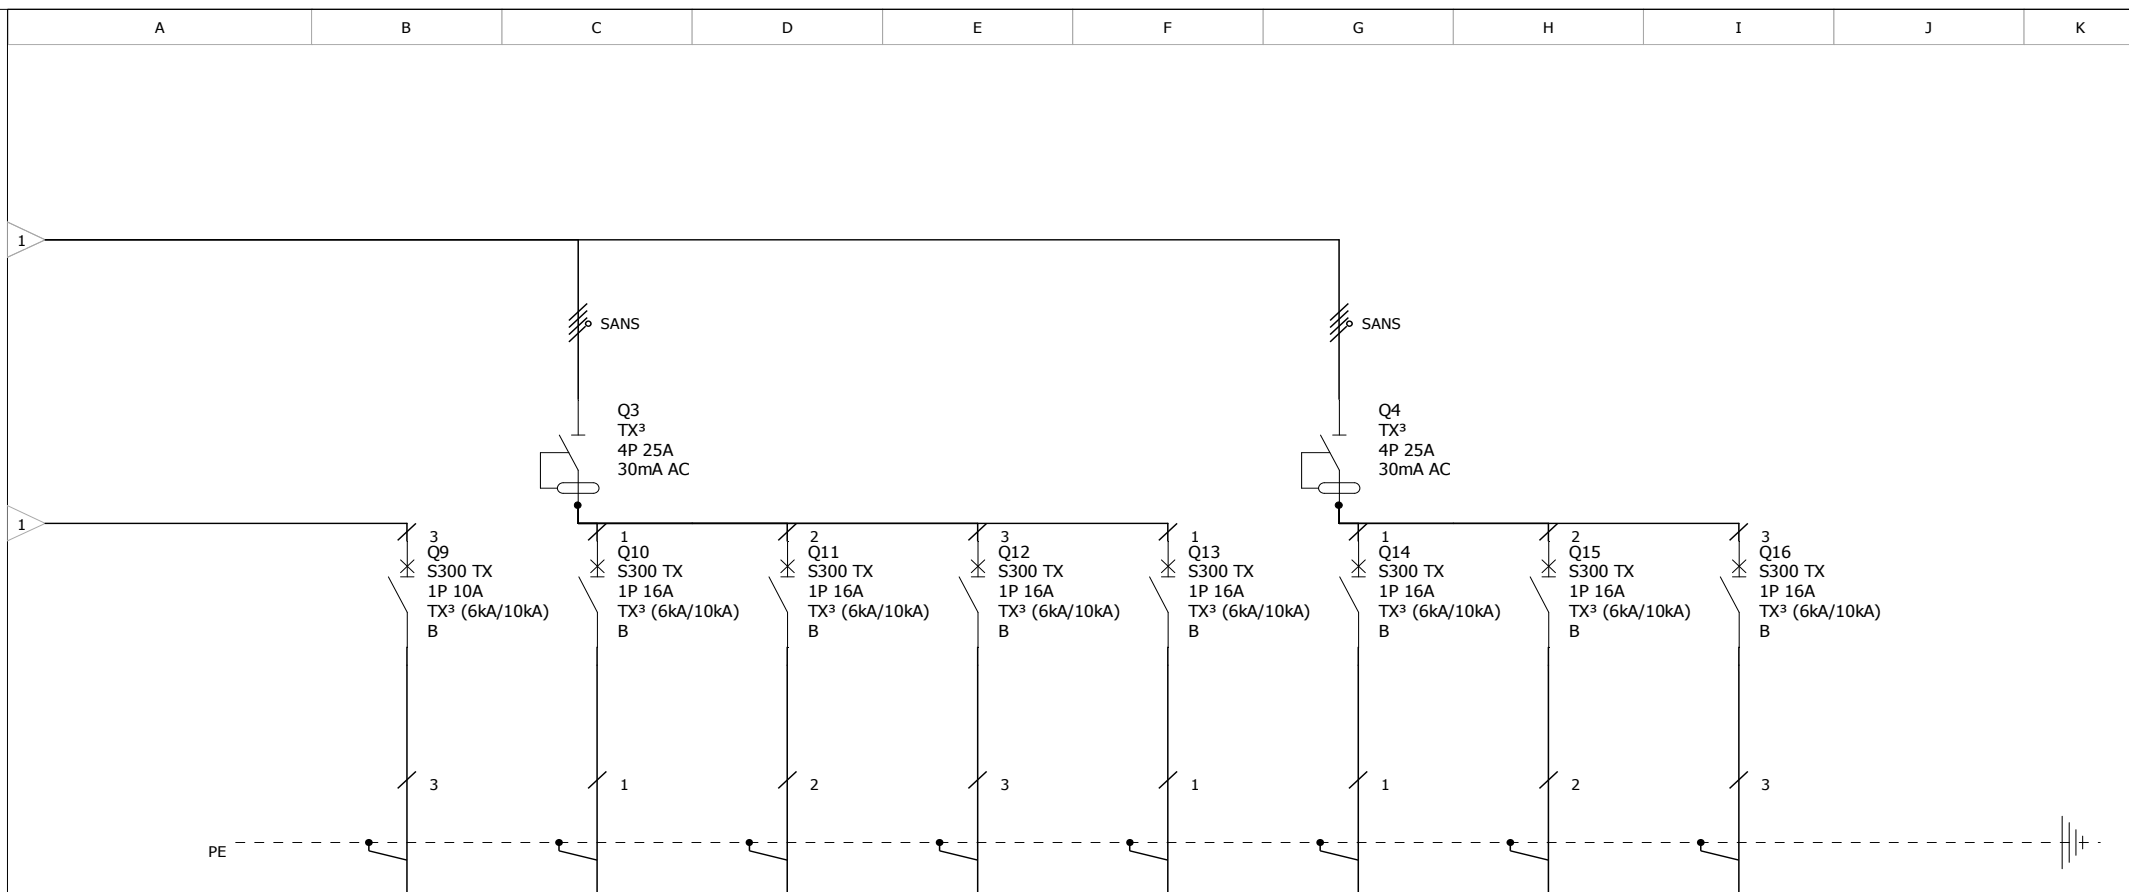 A B C D E F G H I J K
1
SANS SANS
Q3
TX³
4P 25A
30mA AC
Q4
TX³
4P 25A
30mA AC
1
3
Q9
S300 TX
1P 10A
TX³ (6kA/10kA)
B
1
Q10
S300 TX
1P 16A
TX³ (6kA/10kA)
B
2
Q11
S300 TX
1P 16A
TX³ (6kA/10kA)
B
3
Q12
S300 TX
1P 16A
TX³ (6kA/10kA)
B
1
Q13
S300 TX
1P 16A
TX³ (6kA/10kA)
B
1
Q14
S300 TX
1P 16A
TX³ (6kA/10kA)
B
2
Q15
S300 TX
1P 16A
TX³ (6kA/10kA)
B
3
Q16
S300 TX
1P 16A
TX³ (6kA/10kA)
B
3 1 2 3 1 1 2 3
PE